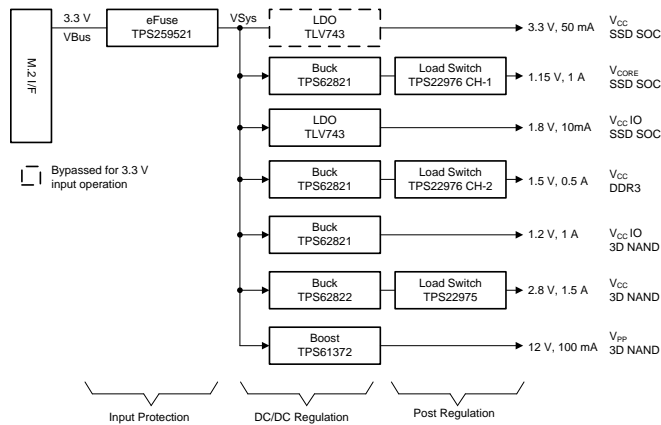 3.3 V
VBus
eFuse
TPS259521
VSys
LDO
TLV743
3.3 V, 50 mA
VCC
SSD SOC
M.2 I/F
Buck
TPS62821
Load Switch
TPS22976 CH-1
1.15 V, 1 A
VCORE
SSD SOC
LDO
TLV743
1.8 V, 10mA
VCC IO
SSD SOC
Bypassed for 3.3 V
input operation
Buck
TPS62821
Load Switch
TPS22976 CH-2
1.5 V, 0.5 A
VCC
DDR3
Buck
TPS62821
1.2 V, 1 A
VCC IO
3D NAND
Buck
TPS62822
Load Switch
TPS22975
2.8 V, 1.5 A
VCC
3D NAND
Boost
TPS61372
12 V, 100 mA
VPP
3D NAND
Input Protection
DC/DC Regulation
Post Regulation